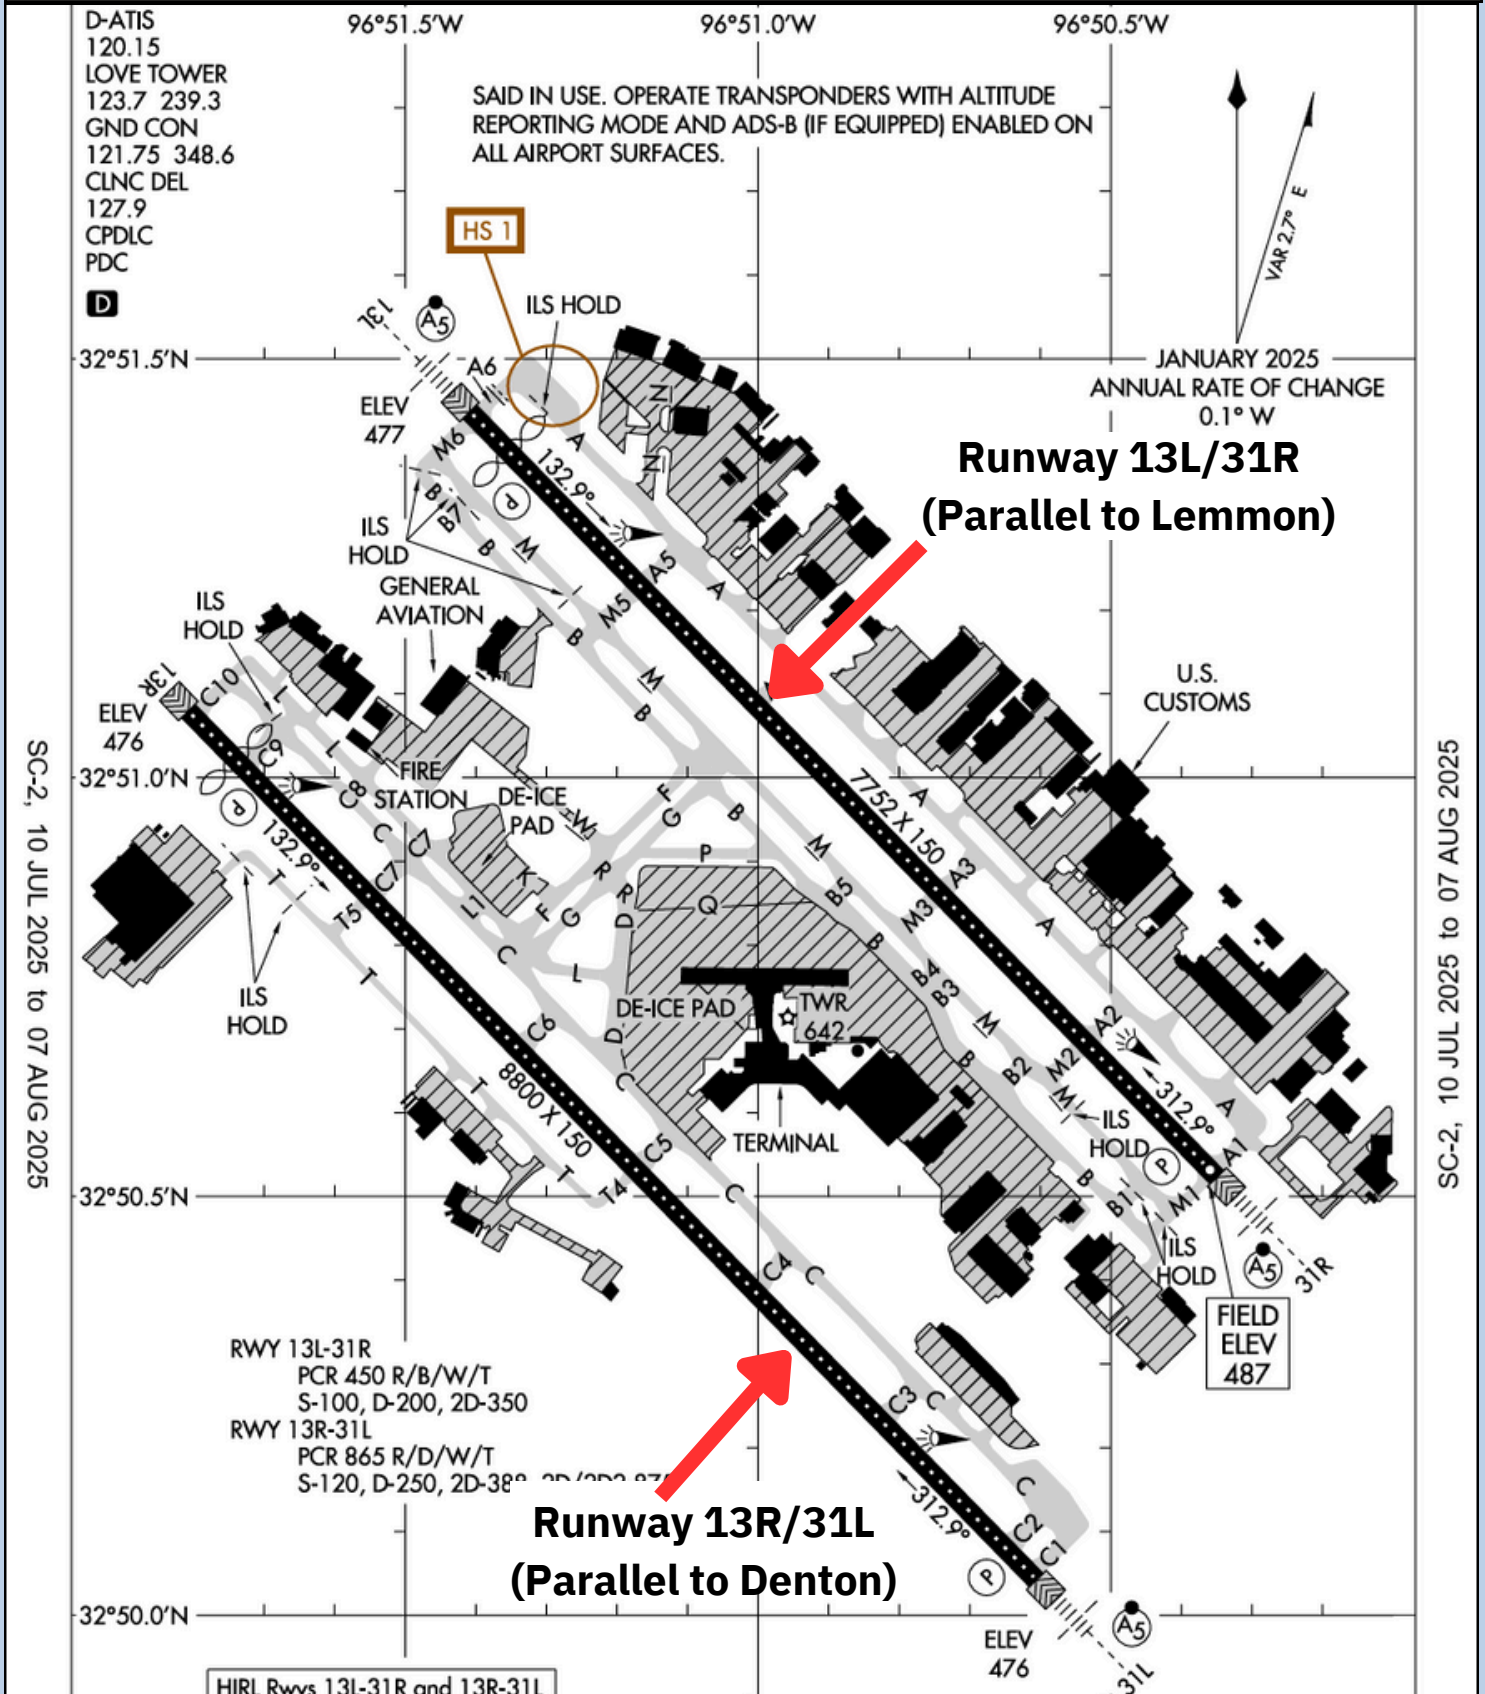 D-ATIS
120.15
LOVE TOWER
123.7 239.3
GND CON
121.75 348.6
CLNC DEL
127.9
CPDLC
PDC
D
96°51.5'W
96°51.0'W
96°50.5'W
SAID IN USE. OPERATE TRANSPONDERS WITH ALTITUDE
REPORTING MODE AND ADS-B (IF EQUIPPED) ENABLED ON
ALL AIRPORT SURFACES.
VAR 2.7° E
JANUARY 2025
ANNUAL RATE OF CHANGE
0.1° W
HS 1
ILS HOLD
13L
A5
32°51.5'N
A6
ELEV
477
M6
A
N
N
N
132.9°
P
B
B7
B
M
ILS
HOLD
A5
M5
A
B
Runway 13L/31R
(Parallel to Lemmon)
GENERAL
AVIATION
ILS
HOLD
13R
C10
ELEV
476
M
B
U.S.
CUSTOMS
32°51.0'N
C9
L
P
132.9°
C8
FIRE
STATION
DE-ICE
PAD
W
F
G
B
M
7752 X 150
A
A3
C
C7
C7
K
R
R
P
Q
D
B5
M3
A
T
T5
L1
F
G
C
L
B
B4
B3
M
T
ILS
HOLD
DE-ICE PAD
TWR
642
D
C6
C
A2
M2
B
B2
M
312.9°
A
ILS
HOLD
P
A1
8800 X 150
T
T
T4
C5
C
TERMINAL
B
B1
M1
ILS
HOLD
32°50.5'N
A5
31R
FIELD
ELEV
487
C4
C
RWY 13L-31R
PCR 450 R/B/W/T
S-100, D-200, 2D-350
RWY 13R-31L
PCR 865 R/D/W/T
S-120, D-250,
C3
C
312.9°
C
C2
C1
P
Runway 13R/31L
(Parallel to Denton)
32°50.0'N
A5
ELEV
476
31L
HIRL Rwys 13L-31R and 13R-31L
SC-2, 10 JUL 2025 to 07 AUG 2025
SC-2, 10 JUL 2025 to 07 AUG 2025